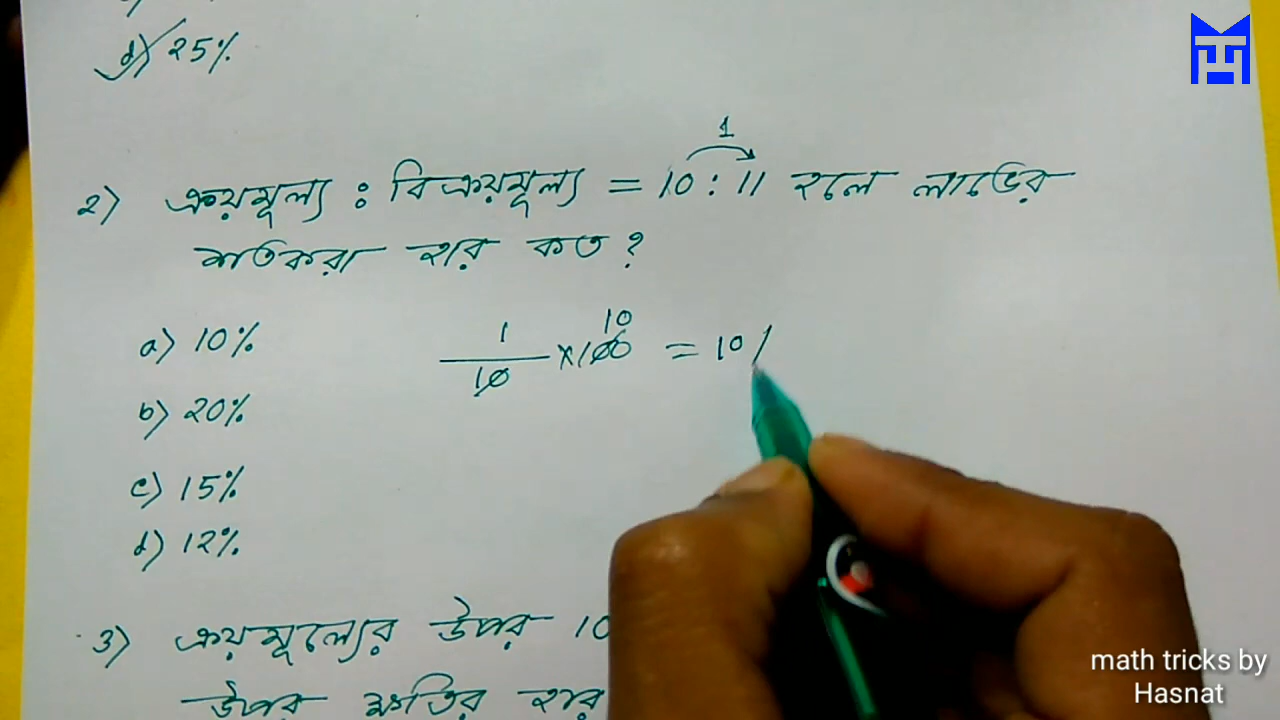 d) 25%
1
2) ক্রয়মূল্য : বিক্রয়মূল্য = 10 : 11 হলে লাভের
শতকরা হার কত ?
a) 10%
b) 20%
c) 15%
d) 12%
10
1
10 × 100 = 10/
3) ক্রয়মূল্যের উপর 10
উপর ক্ষতির হার
math tricks by
Hasnat